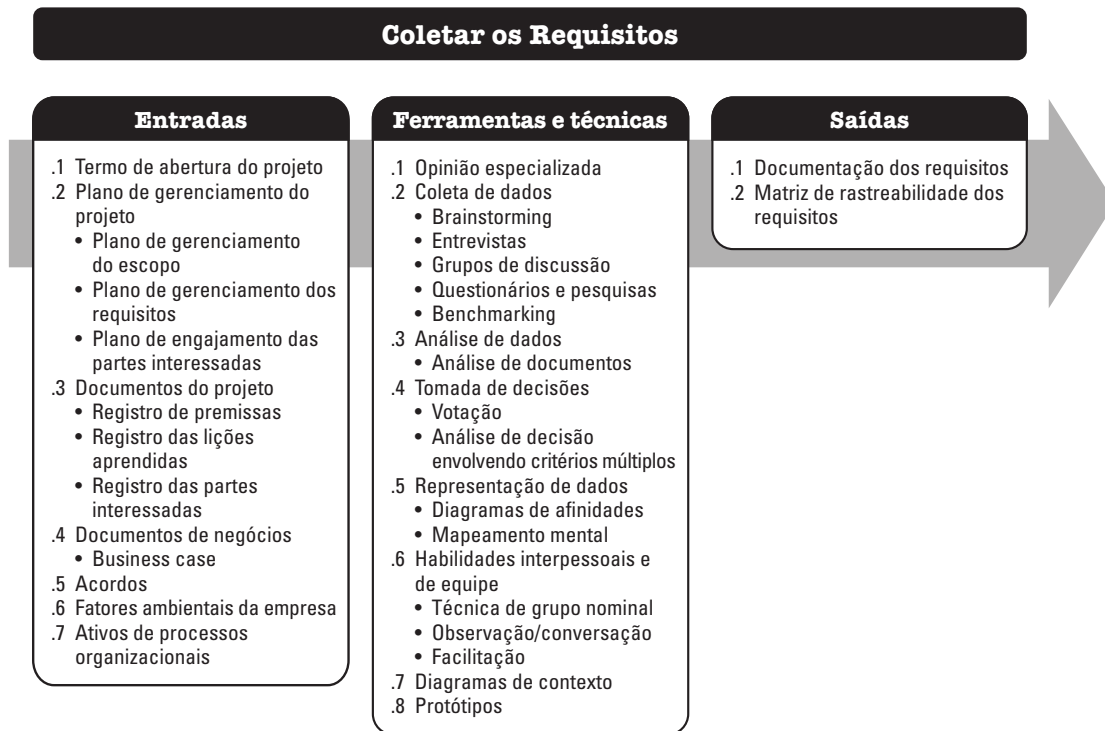 Coletar os Requisitos
Entradas
.1 Termo de abertura do projeto
.2 Plano de gerenciamento do
projeto
• Plano de gerenciamento
do escopo
• Plano de gerenciamento dos
requisitos
• Plano de engajamento das
partes interessadas
.3 Documentos do projeto
• Registro de premissas
• Registro das lições
aprendidas
• Registro das partes
interessadas
.4 Documentos de negócios
• Business case
.5 Acordos
.6 Fatores ambientais da empresa
.7 Ativos de processos
organizacionais
Ferramentas e técnicas
.1 Opinião especializada
.2 Coleta de dados
• Brainstorming
• Entrevistas
• Grupos de discussão
• Questionários e pesquisas
• Benchmarking
.3 Análise de dados
• Análise de documentos
.4 Tomada de decisões
• Votação
• Análise de decisão
envolvendo critérios múltiplos
.5 Representação de dados
• Diagramas de afinidades
• Mapeamento mental
.6 Habilidades interpessoais e
de equipe
• Técnica de grupo nominal
• Observação/conversação
• Facilitação
.7 Diagramas de contexto
.8 Protótipos
Saídas
.1 Documentação dos requisitos
.2 Matriz de rastreabilidade dos
requisitos